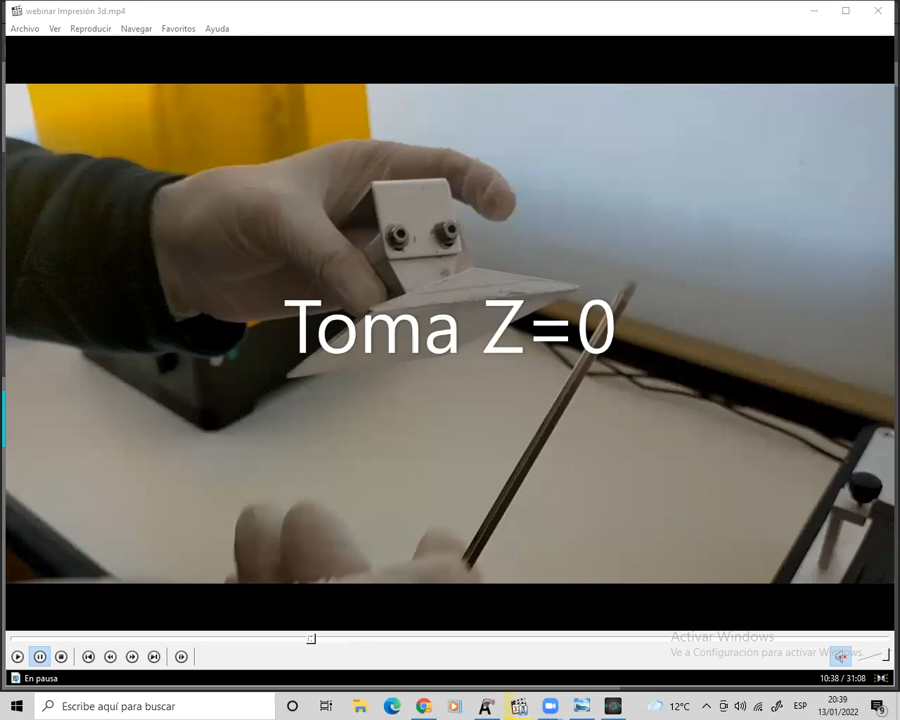 webinar Impresión 3d.mp4
Archivo Ver Reproducir Navegar Favoritos Ayuda
Toma Z=0
Activar Windows
Ve a Configuración para activar Windows.
En pausa
10:38 / 31:08
Escribe aquí para buscar
12°C
ESP
20:39
13/01/2022
9